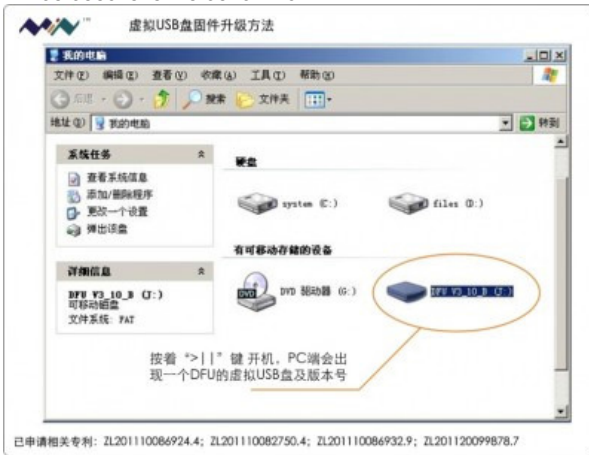 MiN™ 虚拟USB盘固件升级方法
我的电脑
文件(F) 编辑(E) 查看(V) 收藏(A) 工具(T) 帮助(H)
后退 搜索 文件夹
地址(D) 我的电脑 转到
系统任务
查看系统信息
添加/删除程序
更改一个设置
弹出该盘
详细信息
DFU V3_10_B (J:)
可移动磁盘
文件系统: FAT
硬盘
system (C:) files (D:)
有可移动存储的设备
DVD
DVD 驱动器 (G:) DFU V3_10_B (J:)
按着 “>||” 键 开机，PC端会出
现一个DFU的虚拟USB盘及版本号
已申请相关专利：ZL201110086924.4；ZL201110082750.4；ZL201110086932.9；ZL201120099878.7